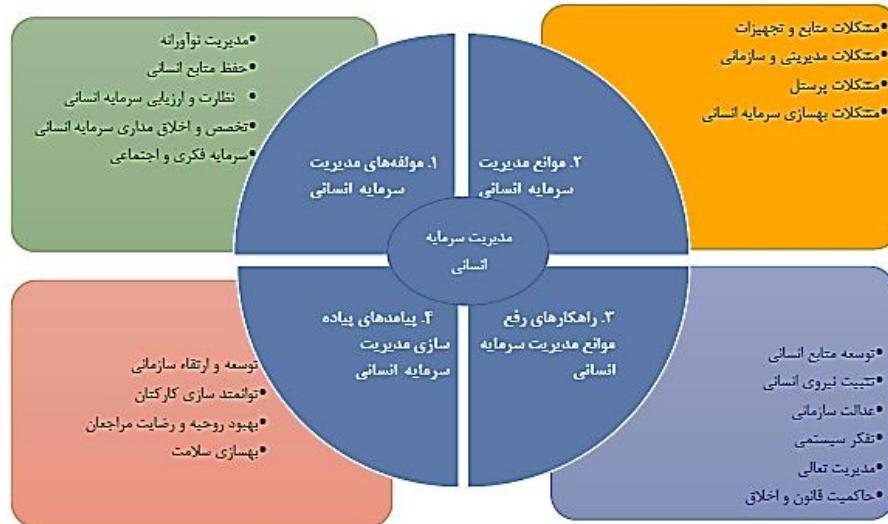 مدیریت نوآورانه
حفظ منابع انسانی
نظارت و ارزیابی سرمایه انسانی
تخصص و اخلاق مداری سرمایه انسانی
سرمایه فکری و اجتماعی
۱. مولفه‌های مدیریت
سرمایه انسانی
مشکلات منابع و تجهیزات
مشکلات مدیریتی و سازمانی
مشکلات پرسنل
مشکلات بهسازی سرمایه انسانی
۲. موانع مدیریت
سرمایه انسانی
مدیریت سرمایه
انسانی
۳. راهکارهای رفع
موانع مدیریت سرمایه
انسانی
توسعه منابع انسانی
تثبیت نیروی انسانی
عدالت سازمانی
تفکر سیستمی
مدیریت تعالی
حاکمیت قانون و اخلاق
۴. پیامدهای پیاده
سازی مدیریت
سرمایه انسانی
توسعه و ارتقاء سازمانی
توانمند سازی کارکنان
بهبود روحیه و رضایت مراجعان
بهسازی سلامت